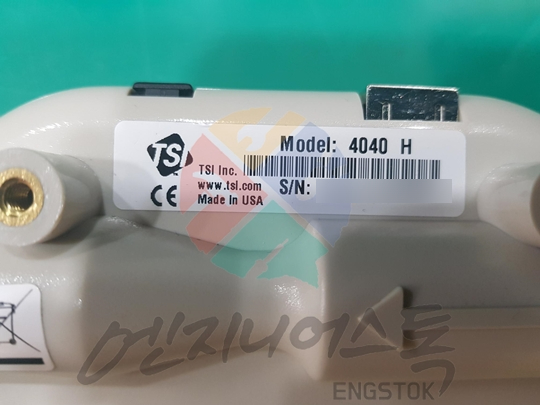 TSI
Model: 4040 H
TSI Inc.
www.tsi.com
S/N:
Made In USA
CE
엔지니어스톡
ENGSTOK